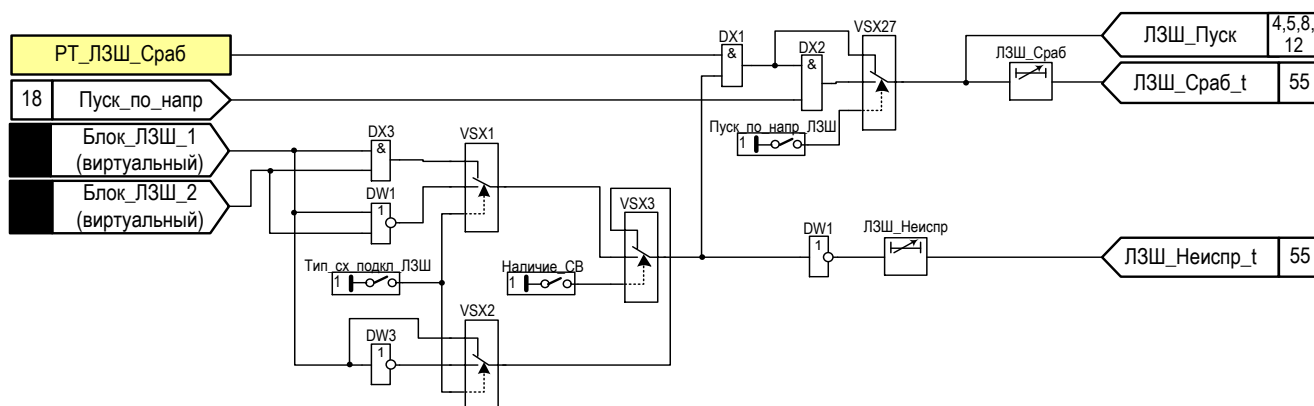 РТ_ЛЗШ_Сраб
18 Пуск_по_напр
Блок_ЛЗШ_1
(виртуальный)
Блок_ЛЗШ_2
(виртуальный)
DX3
&
DW1
1
VSX1
Тип_сх_подкл_ЛЗШ
1
VSX2
DW3
1
Наличие_СВ
1
VSX3
DX1
&
DX2
&
VSX27
Пуск_по_напр_ЛЗШ
1
ЛЗШ_Сраб
ЛЗШ_Пуск 4,5,8,
12
ЛЗШ_Сраб_t 55
DW1
1
ЛЗШ_Неиспр
ЛЗШ_Неиспр_t 55